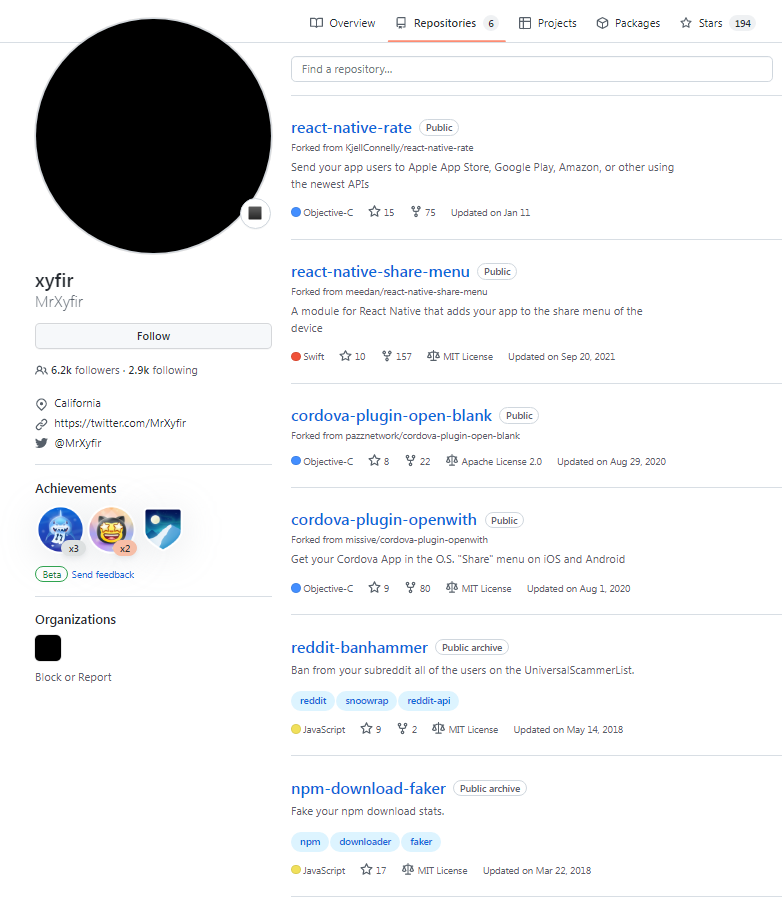 Overview Repositories 6 Projects Packages Stars 194
Find a repository...
xyfir
MrXyfir
Follow
6.2k followers · 2.9k following
California
https://twitter.com/MrXyfir
@MrXyfir
Achievements
x3 x2
Beta Send feedback
Organizations
Block or Report
react-native-rate Public
Forked from KjellConnelly/react-native-rate
Send your app users to Apple App Store, Google Play, Amazon, or other using
the newest APIs
Objective-C 15 75 Updated on Jan 11
react-native-share-menu Public
Forked from meedan/react-native-share-menu
A module for React Native that adds your app to the share menu of the
device
Swift 10 157 MIT License Updated on Sep 20, 2021
cordova-plugin-open-blank Public
Forked from pazznetwork/cordova-plugin-open-blank
Objective-C 8 22 Apache License 2.0 Updated on Aug 29, 2020
cordova-plugin-openwith Public
Forked from missive/cordova-plugin-openwith
Get your Cordova App in the O.S. "Share" menu on iOS and Android
Objective-C 9 80 MIT License Updated on Aug 1, 2020
reddit-banhammer Public archive
Ban from your subreddit all of the users on the UniversalScammerList.
reddit snoowrap reddit-api
JavaScript 9 2 MIT License Updated on May 14, 2018
npm-download-faker Public archive
Fake your npm download stats.
npm downloader faker
JavaScript 17 MIT License Updated on Mar 22, 2018